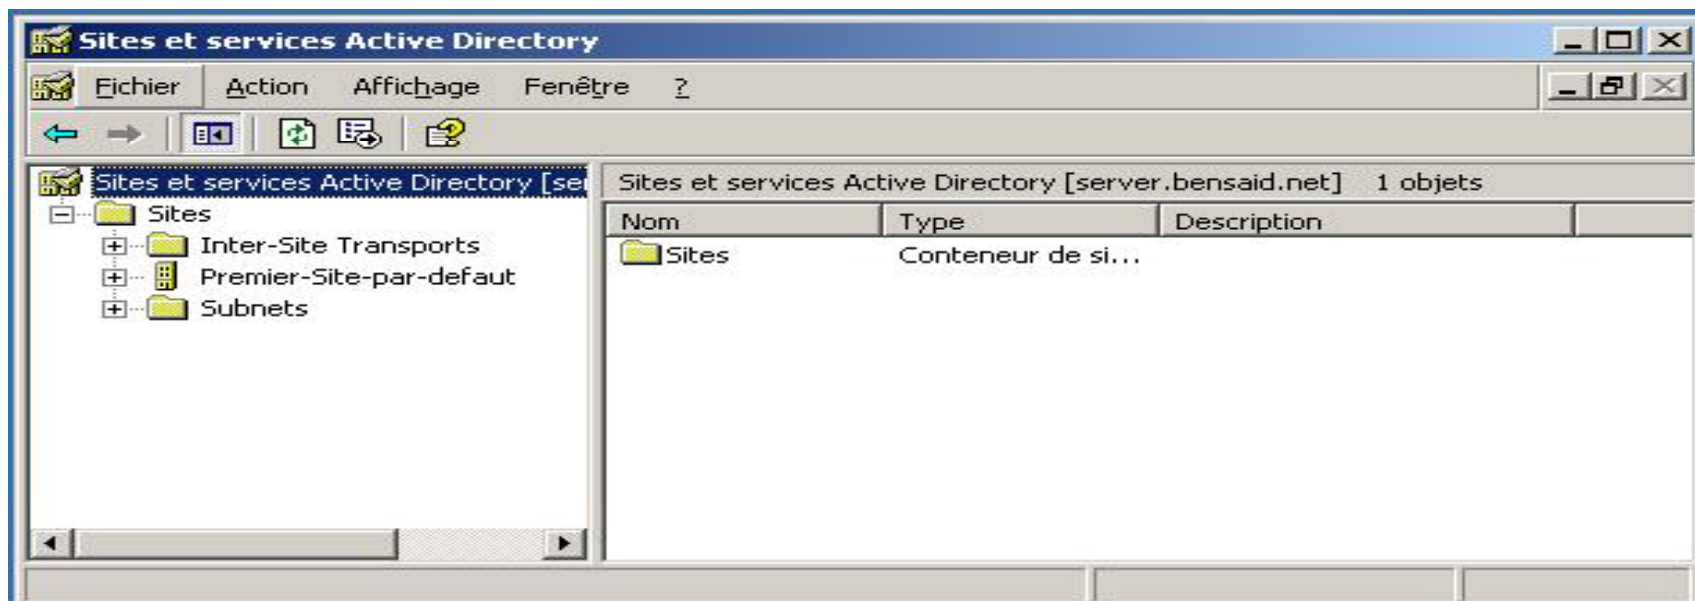 Sites et services Active Directory
Fichier Action Affichage Fenêtre ?
Sites et services Active Directory [ser
Sites
Inter-Site Transports
Premier-Site-par-defaut
Subnets
Sites et services Active Directory [server.bensaid.net] 1 objets
Nom Type Description
Sites Conteneur de si...